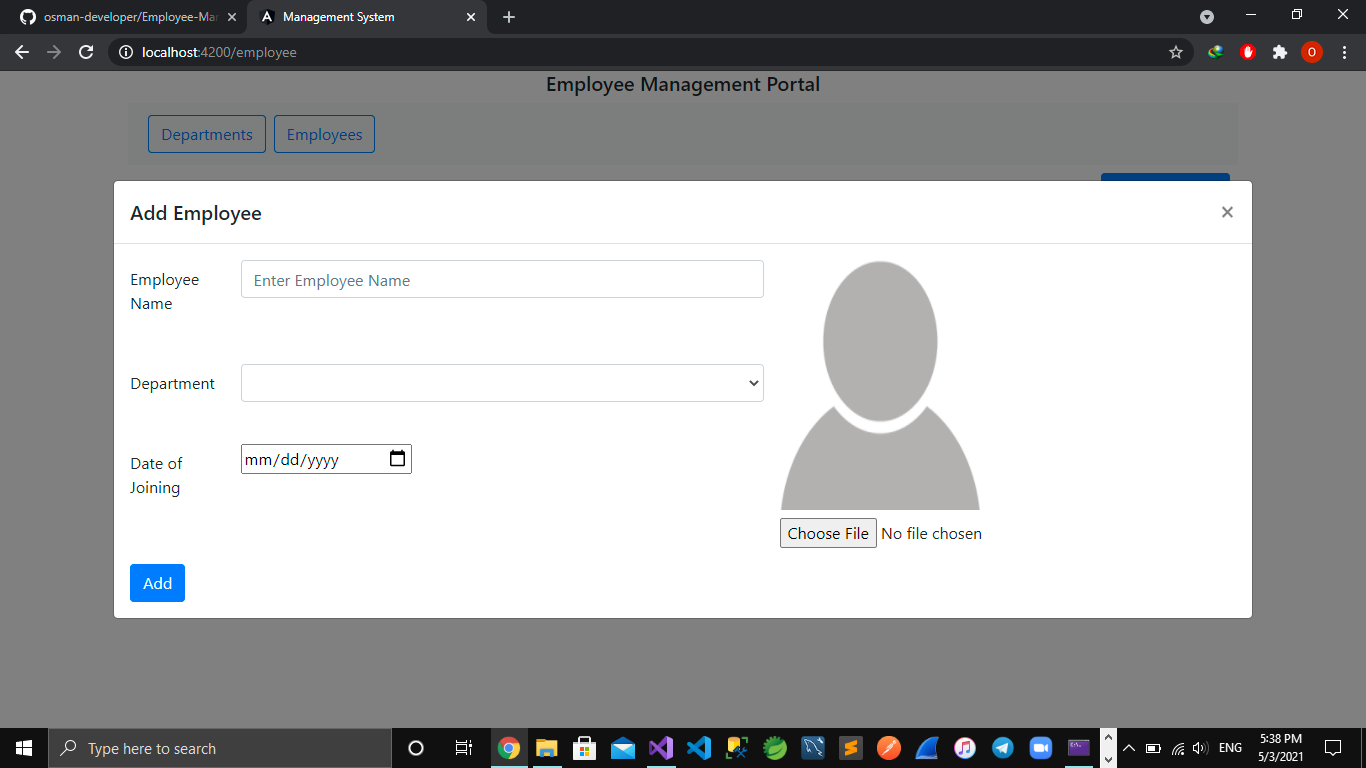 osman-developer/Employee-Mar
Management System
localhost:4200/employee
O
Employee Management Portal
Departments
Employees
Add Employee
×
Employee
Name
Enter Employee Name
Department
Date of
Joining
mm/dd/yyyy
Choose File
No file chosen
Add
Type here to search
ENG
5:38 PM
5/3/2021